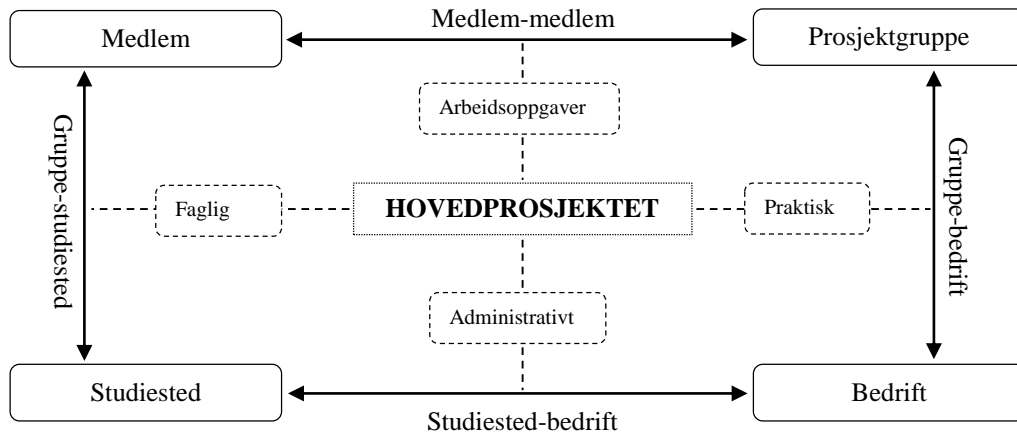 Medlem-medlem
Medlem
Prosjektgruppe
Arbeidsoppgaver
Gruppe-studiested
Gruppe-bedrift
Faglig
HOVEDPROSJEKTET
Praktisk
Administrativt
Studiested
Bedrift
Studiested-bedrift